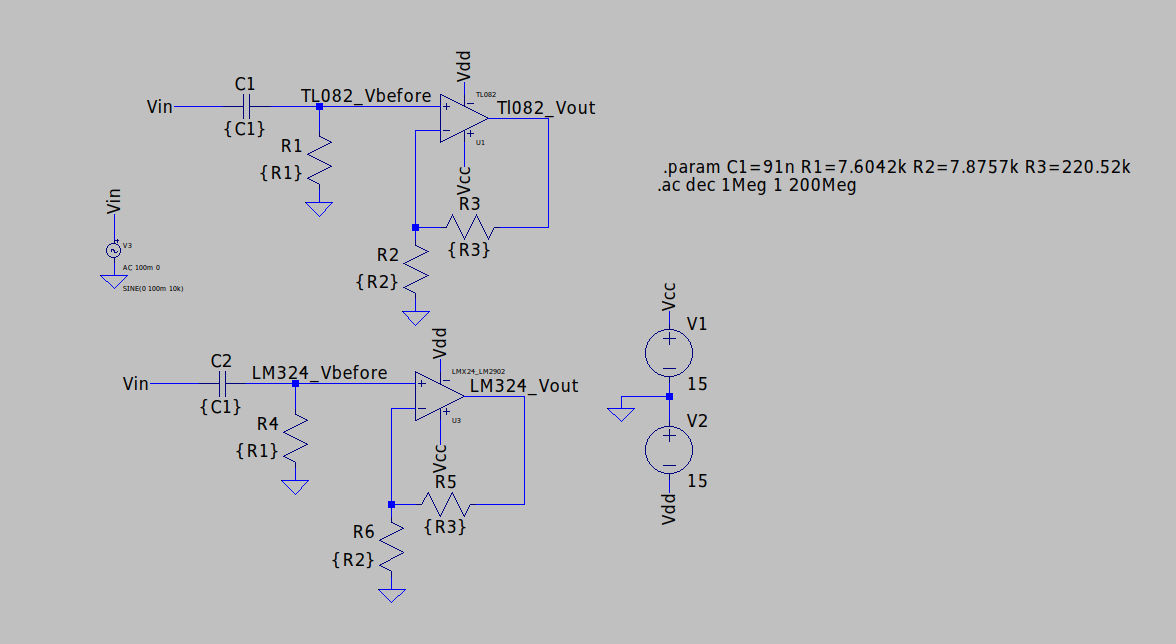 Vdd
C1
TL082
Vin
TL082_Vbefore
Tl082_Vout
{C1}
R1
U1
{R1}
Vcc
.param C1=91n R1=7.6042k R2=7.8757k R3=220.52k
.ac dec 1Meg 1 200Meg
Vin
R3
V3
R2
{R3}
AC 100m 0
{R2}
SINE(0 100m 10k)
Vcc
V1
Vdd
C2
LM324_Vbefore
LMX24_LM2902
Vin
LM324_Vout
15
{C1}
R4
U3
V2
{R1}
Vcc
R5
15
{R3}
Vdd
R6
{R2}